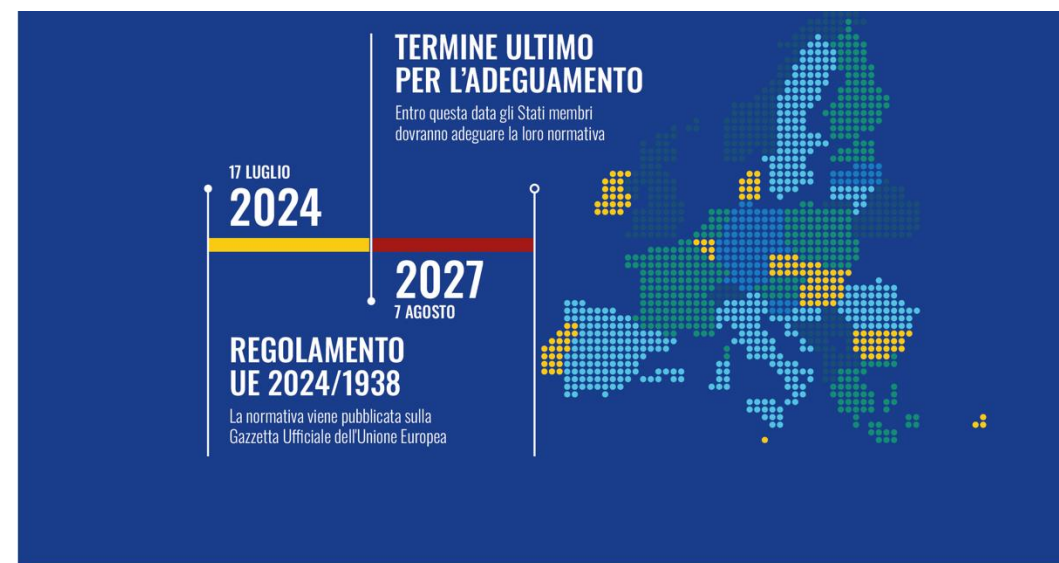 17 LUGLIO
2024
REGOLAMENTO
UE 2024/1938
La normativa viene pubblicata sulla
Gazzetta Ufficiale dell'Unione Europea
TERMINE ULTIMO
PER L'ADEGUAMENTO
Entro questa data gli Stati membri
dovranno adeguare la loro normativa
2027
7 AGOSTO